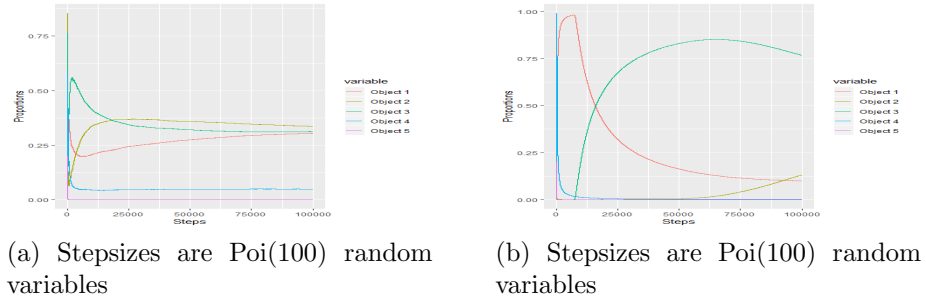 0.75
0.50
0.25
0.00
Proportions
0
25000
50000
75000
100000
Steps
variable
Object 1
Object 2
Object 3
Object 4
Object 5
1.00
0.75
0.50
0.25
0.00
Proportions
0
25000
50000
75000
100000
Steps
variable
Object 1
Object 2
Object 3
Object 4
Object 5
(a) Stepsizes are Poi(100) random
variables
(b) Stepsizes are Poi(100) random
variables